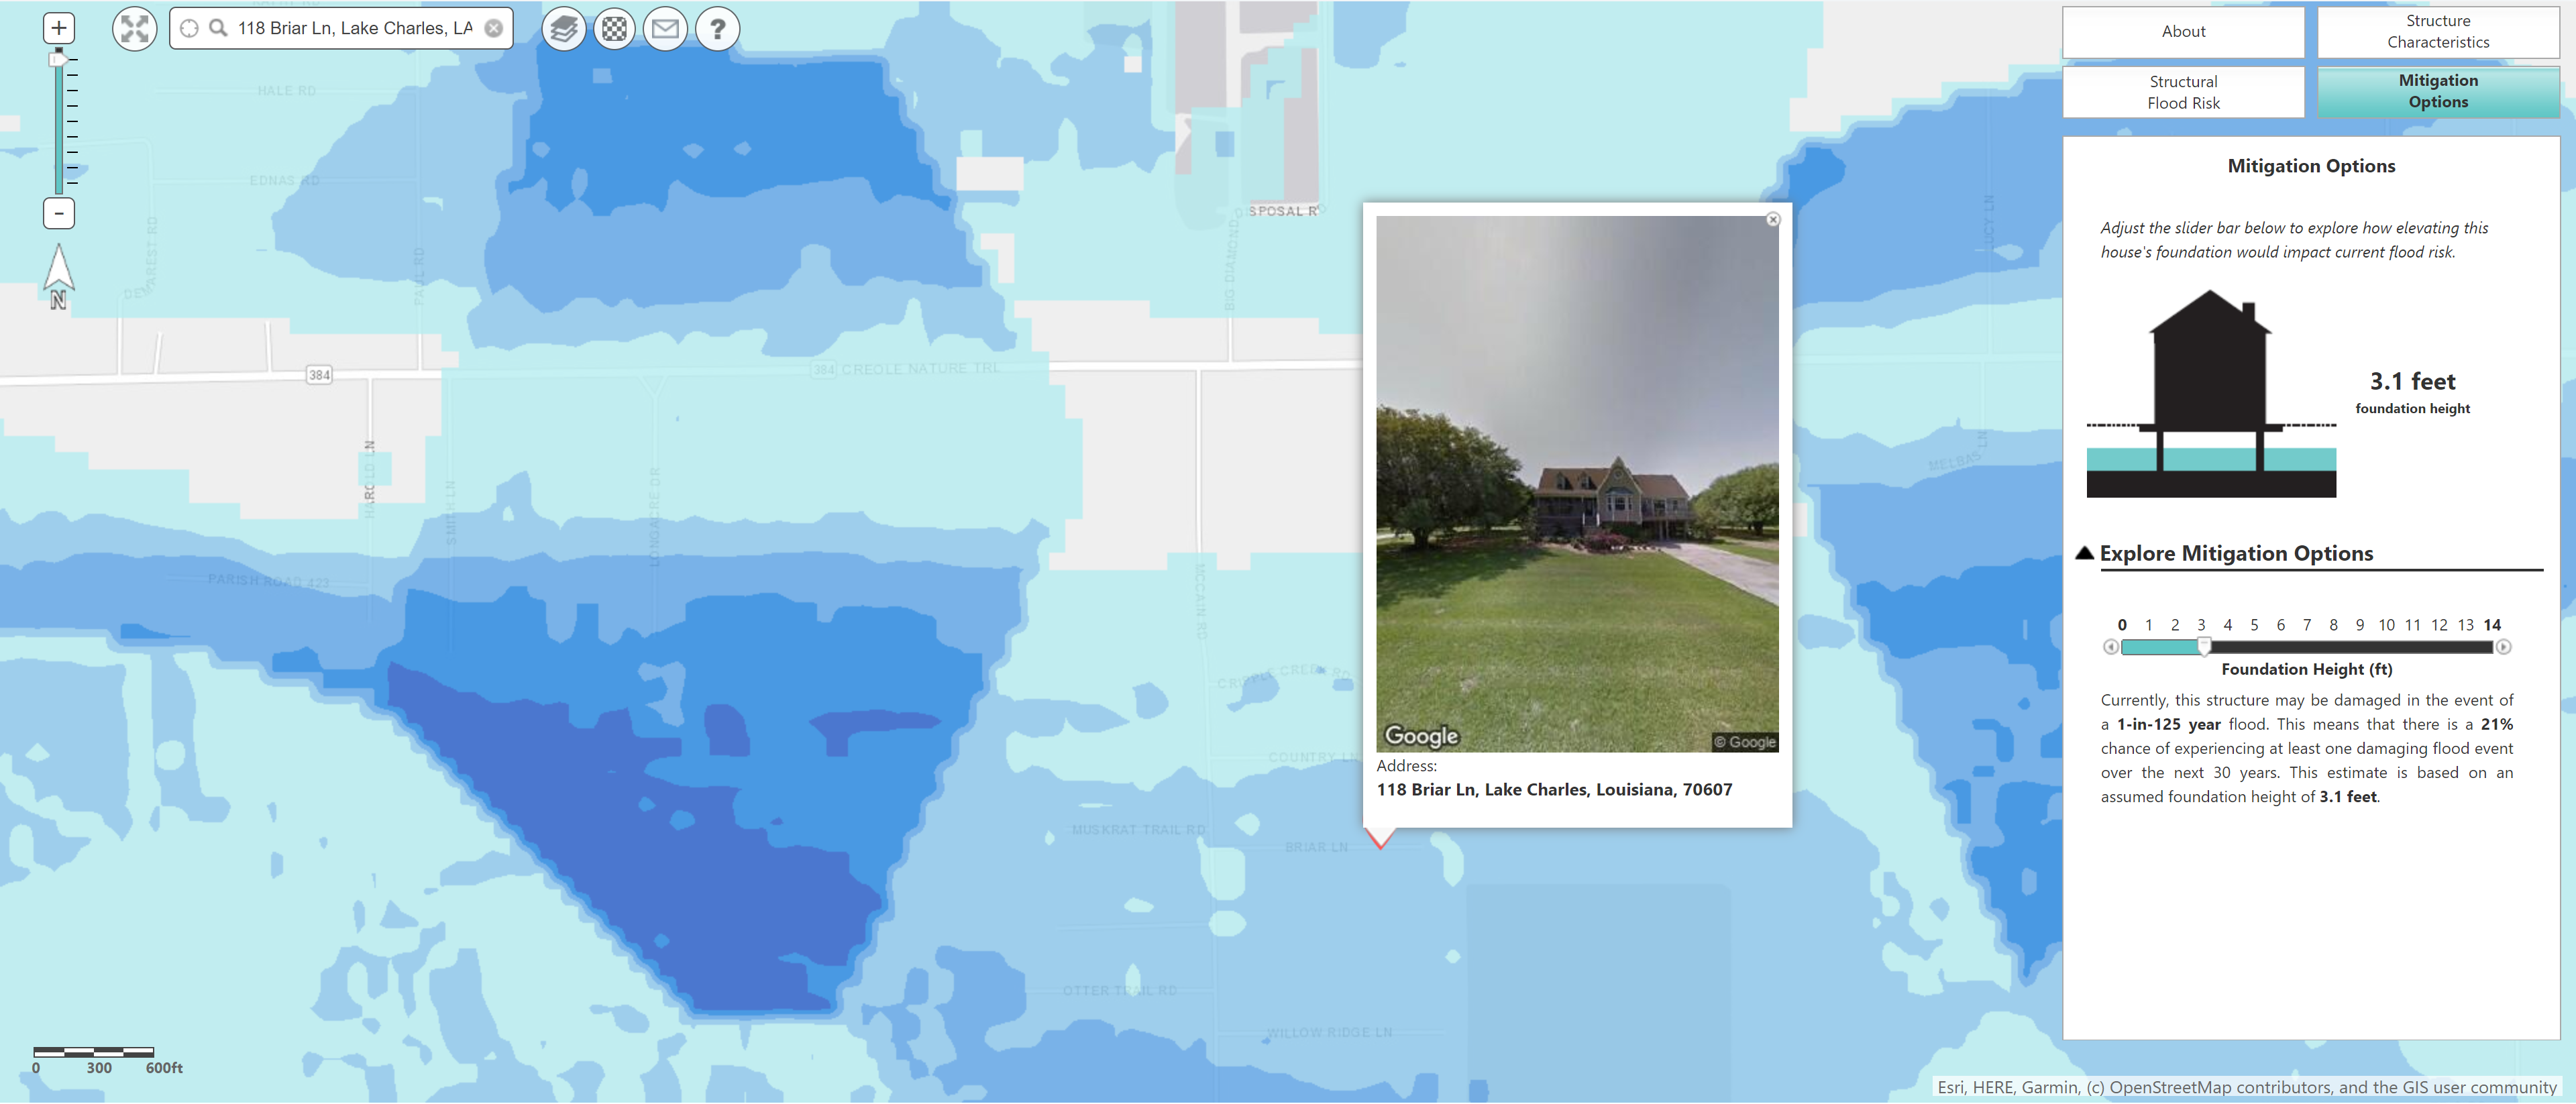 +
118 Briar Ln, Lake Charles, LA
?
-
N
HALE RD
EDNAS RD
DEMAREST RD
PAUL RD
SPOSAL R
BIG DIAMOND
LUCY LN
384
384 CREOLE NATURE TRL
HAROLD LN
SMITH LN
LONGACRE DR
MCCAIN RD
MELBAS LN
PARISH ROAD 423
CRIPPLE CREEK RD
COUNTRY LN
MUSKRAT TRAIL RD
BRIAR LN
OTTER TRAIL RD
WILLOW RIDGE LN
0 300 600ft
Google
© Google
Address:
118 Briar Ln, Lake Charles, Louisiana, 70607
About
Structure
Characteristics
Structural
Flood Risk
Mitigation
Options
Mitigation Options
Adjust the slider bar below to explore how elevating this
house's foundation would impact current flood risk.
3.1 feet
foundation height
Explore Mitigation Options
0 1 2 3 4 5 6 7 8 9 10 11 12 13 14
Foundation Height (ft)
Currently, this structure may be damaged in the event of
a 1-in-125 year flood. This means that there is a 21%
chance of experiencing at least one damaging flood event
over the next 30 years. This estimate is based on an
assumed foundation height of 3.1 feet.
Esri, HERE, Garmin, (c) OpenStreetMap contributors, and the GIS user community